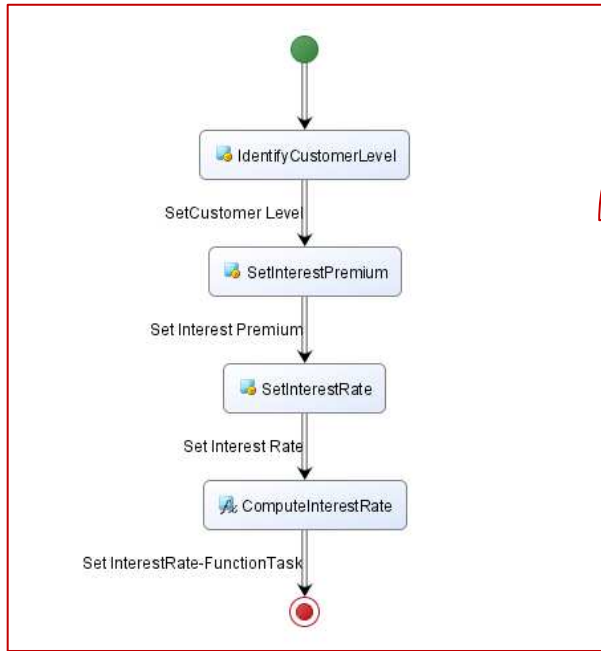 IdentifyCustomerLevel
SetCustomer Level
SetInterestPremium
Set Interest Premium
SetInterestRate
Set Interest Rate
ComputeInterestRate
Set InterestRate-FunctionTask